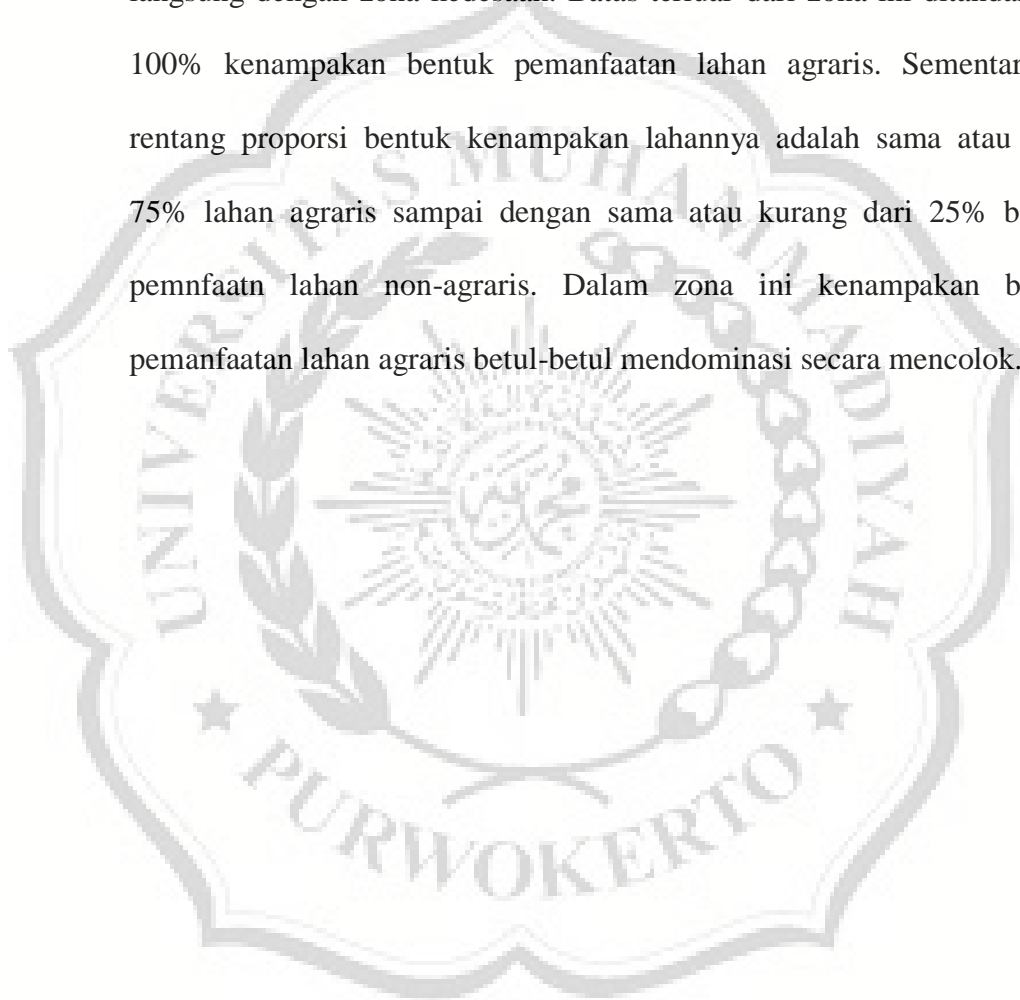 100% kenampakan bentuk pemanfaatan lahan agraris. Sementar
rentang proporsi bentuk kenampakan lahannya adalah sama atau
75% lahan agraris sampai dengan sama atau kurang dari 25% b
pemnfaatn lahan non-agraris. Dalam zona ini kenampakan b
pemanfaatan lahan agraris betul-betul mendominasi secara mencolok.
UNIVERSITAS MUHAMMADIYAH
PURWOKERTO